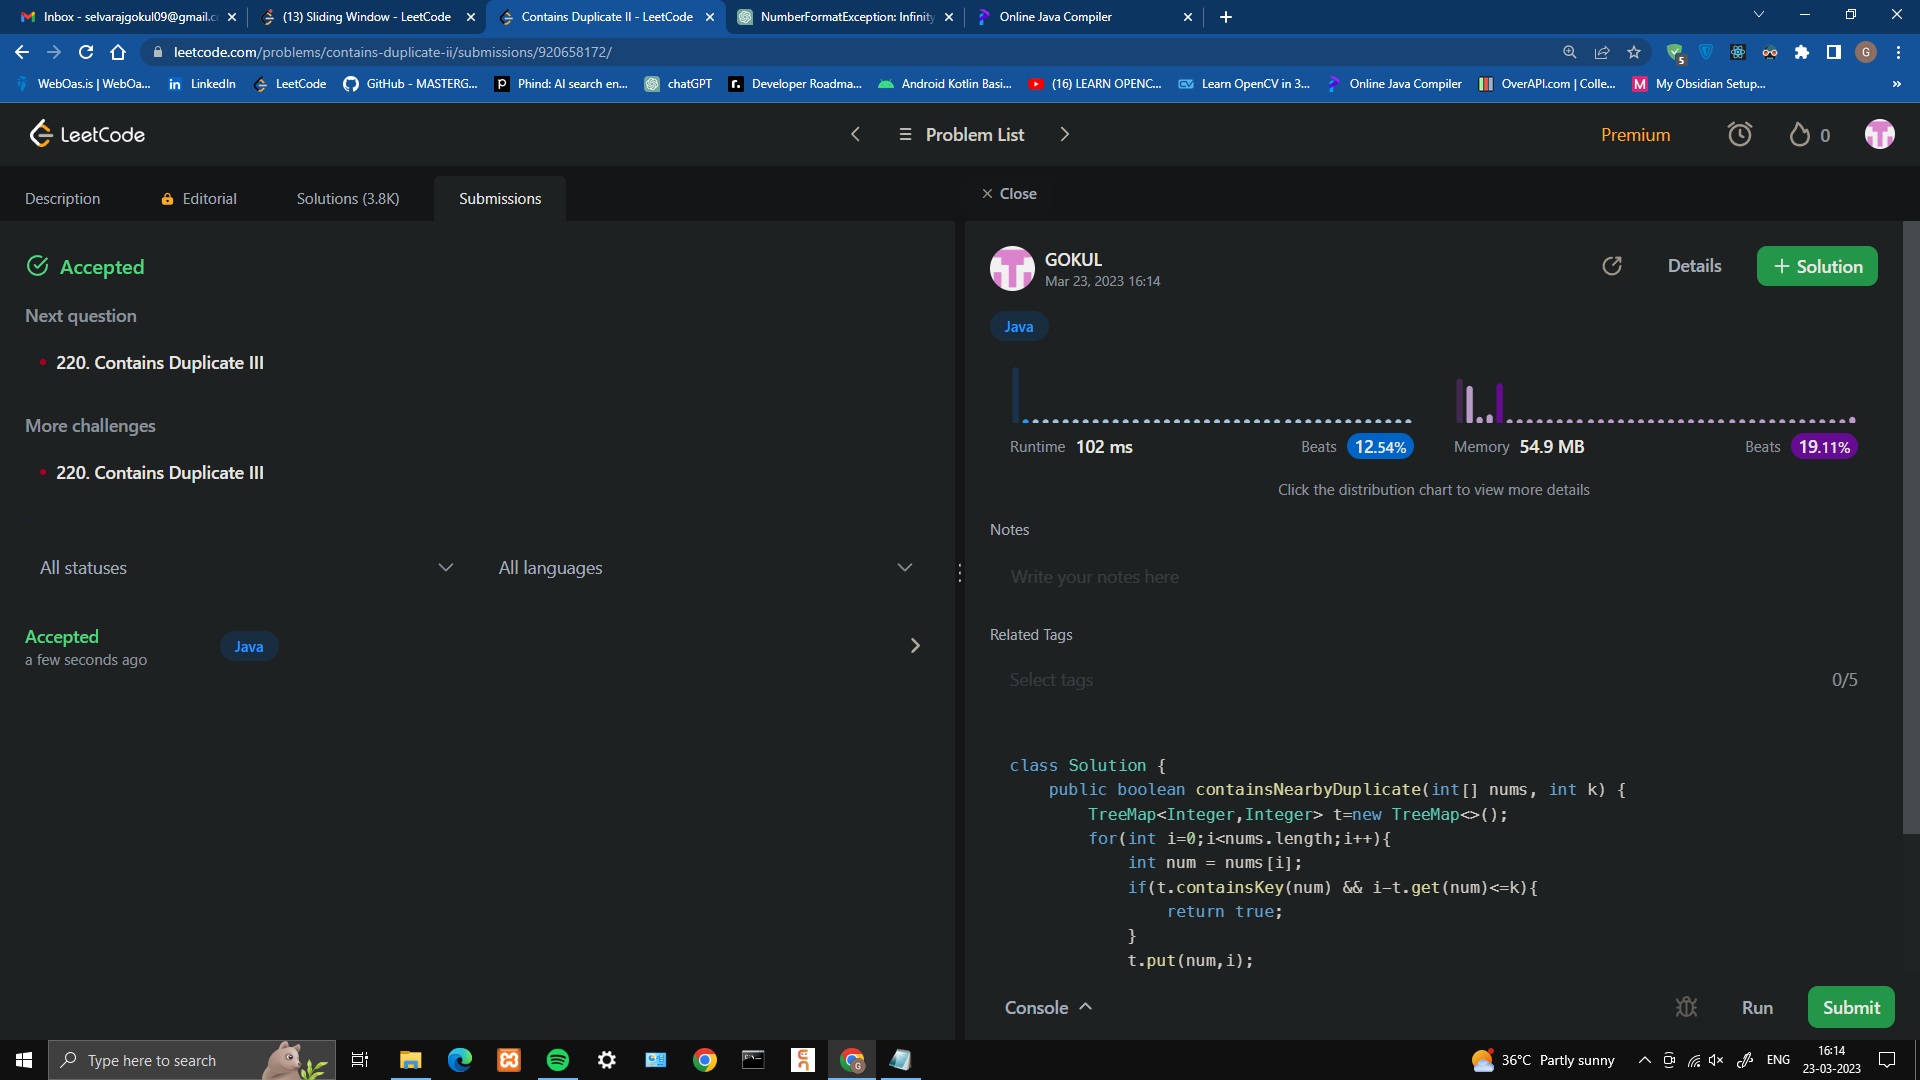 Inbox - selvarajgokul09@gmail.c
(13) Sliding Window - LeetCode
Contains Duplicate II - LeetCode
NumberFormatException: Infinity
Online Java Compiler
leetcode.com/problems/contains-duplicate-ii/submissions/920658172/
5
G
WebOas.is | WebOa...
LinkedIn
LeetCode
GitHub - MASTERG...
Phind: AI search en...
chatGPT
Developer Roadma...
Android Kotlin Basi...
(16) LEARN OPENC...
Learn OpenCV in 3...
Online Java Compiler
OverAPI.com | Colle...
My Obsidian Setup...
»
LeetCode
Problem List
Premium
0
Description
Editorial
Solutions (3.8K)
Submissions
Close
Accepted
Next question
220. Contains Duplicate III
More challenges
220. Contains Duplicate III
All statuses
All languages
Accepted
a few seconds ago
Java
GOKUL
Mar 23, 2023 16:14
Details
+ Solution
Java
Runtime 102 ms
Beats 12.54%
Memory 54.9 MB
Beats 19.11%
Click the distribution chart to view more details
Notes
Write your notes here
Related Tags
Select tags
0/5
class Solution {
public boolean containsNearbyDuplicate(int[] nums, int k) {
TreeMap<Integer,Integer> t=new TreeMap<>();
for(int i=0;i<nums.length;i++){
int num = nums[i];
if(t.containsKey(num) && i-t.get(num)<=k){
return true;
}
t.put(num,i);
Console
Run
Submit
Type here to search
36°C Partly sunny
ENG
16:14
23-03-2023